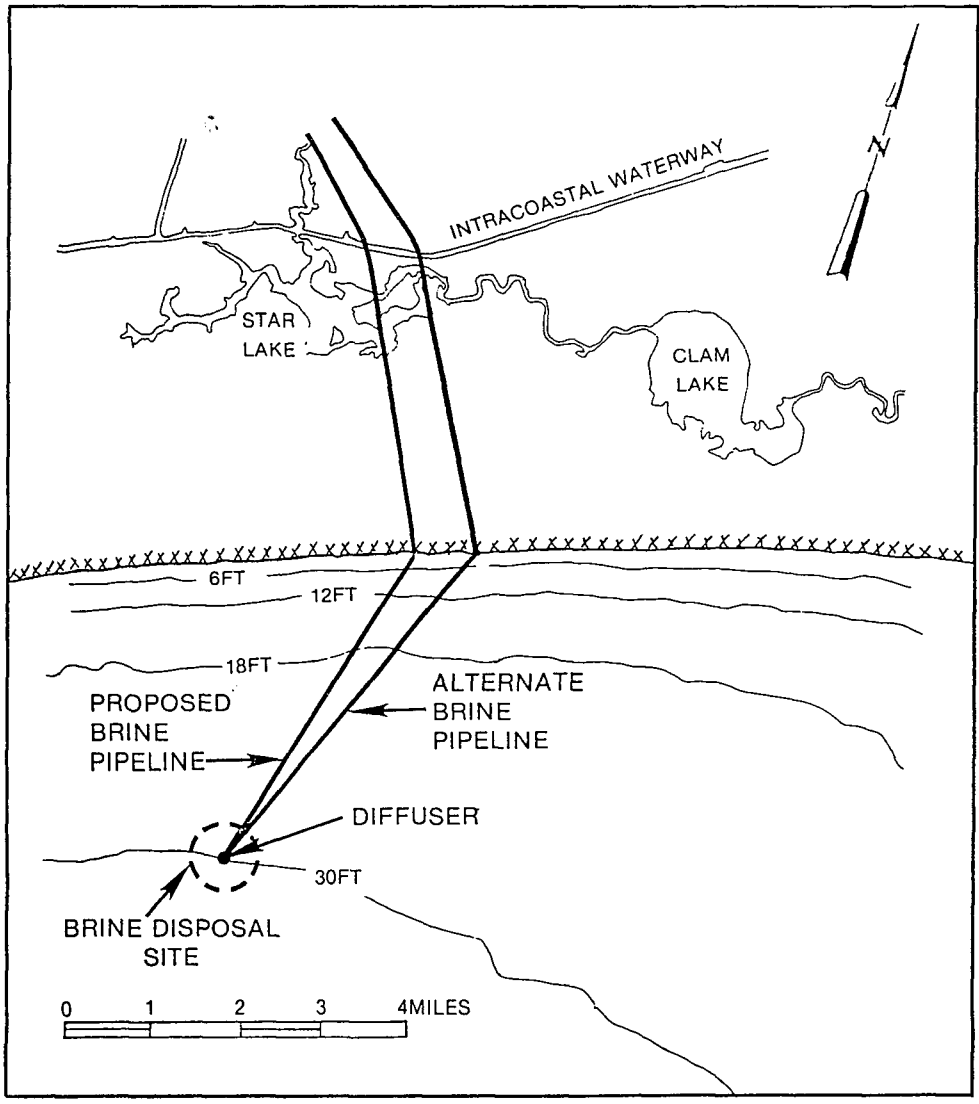 N
INTRACOASTAL WATERWAY
STAR
LAKE
CLAM
LAKE
6FT
12FT
18FT
PROPOSED
BRINE
PIPELINE
ALTERNATE
BRINE
PIPELINE
DIFFUSER
30FT
BRINE DISPOSAL
SITE
0 1 2 3 4MILES